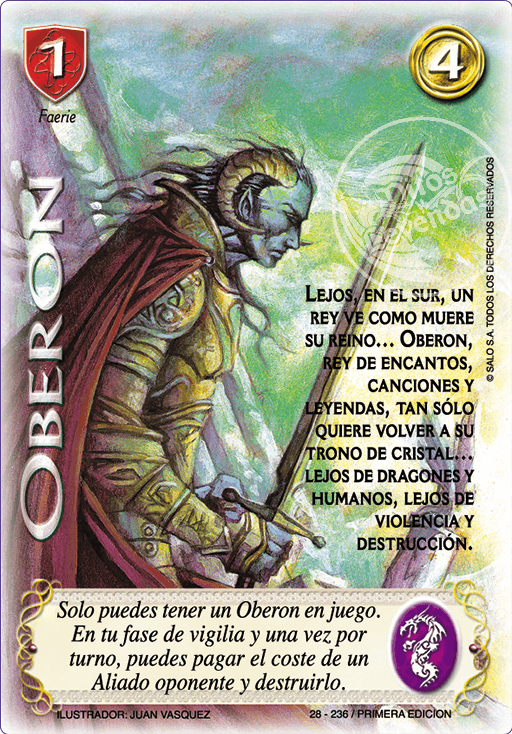 1
4
Faerie
OBERON
Mitos
Leyendas
© SALO S.A. TODOS LOS DERECHOS RESERVADOS
LEJOS, EN EL SUR, UN
REY VE COMO MUERE
SU REINO... OBERON,
REY DE ENCANTOS,
CANCIONES Y
LEYENDAS, TAN SÓLO
QUIERE VOLVER A SU
TRONO DE CRISTAL...
LEJOS DE DRAGONES Y
HUMANOS, LEJOS DE
VIOLENCIA Y
DESTRUCCIÓN.
Solo puedes tener un Oberon en juego.
En tu fase de vigilia y una vez por
turno, puedes pagar el coste de un
Aliado oponente y destruirlo.
ILUSTRADOR: JUAN VASQUEZ
28 - 236 / PRIMERA EDICÍON